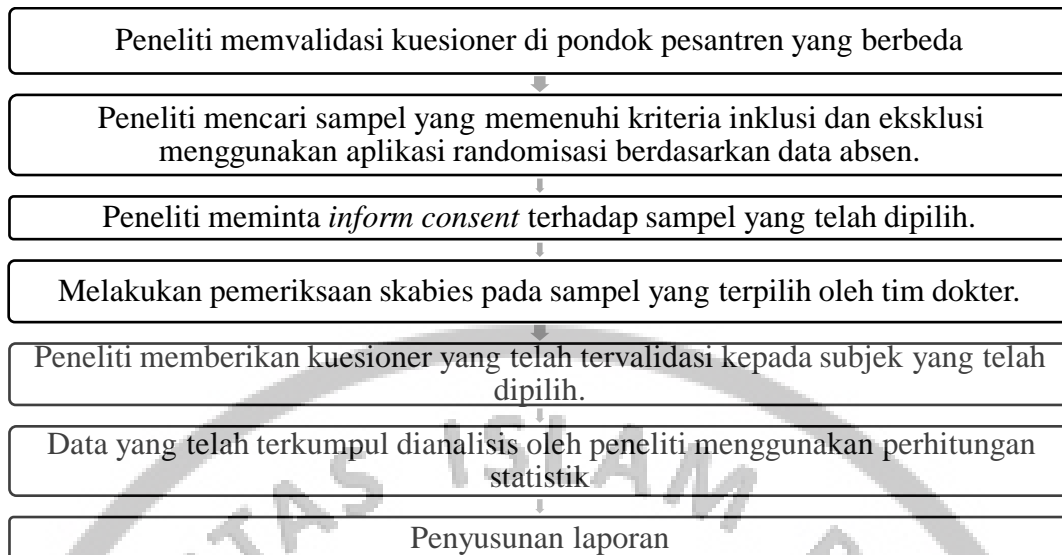 Peneliti memvalidasi kuesioner di pondok pesantren yang berbeda
Peneliti mencari sampel yang memenuhi kriteria inklusi dan eksklusi
menggunakan aplikasi randomisasi berdasarkan data absen.
Peneliti meminta inform consent terhadap sampel yang telah dipilih.
Melakukan pemeriksaan skabies pada sampel yang terpilih oleh tim dokter.
Peneliti memberikan kuesioner yang telah tervalidasi kepada subjek yang telah
dipilih.
Data yang telah terkumpul dianalisis oleh peneliti menggunakan perhitungan
statistik
Penyusunan laporan
ISLAM